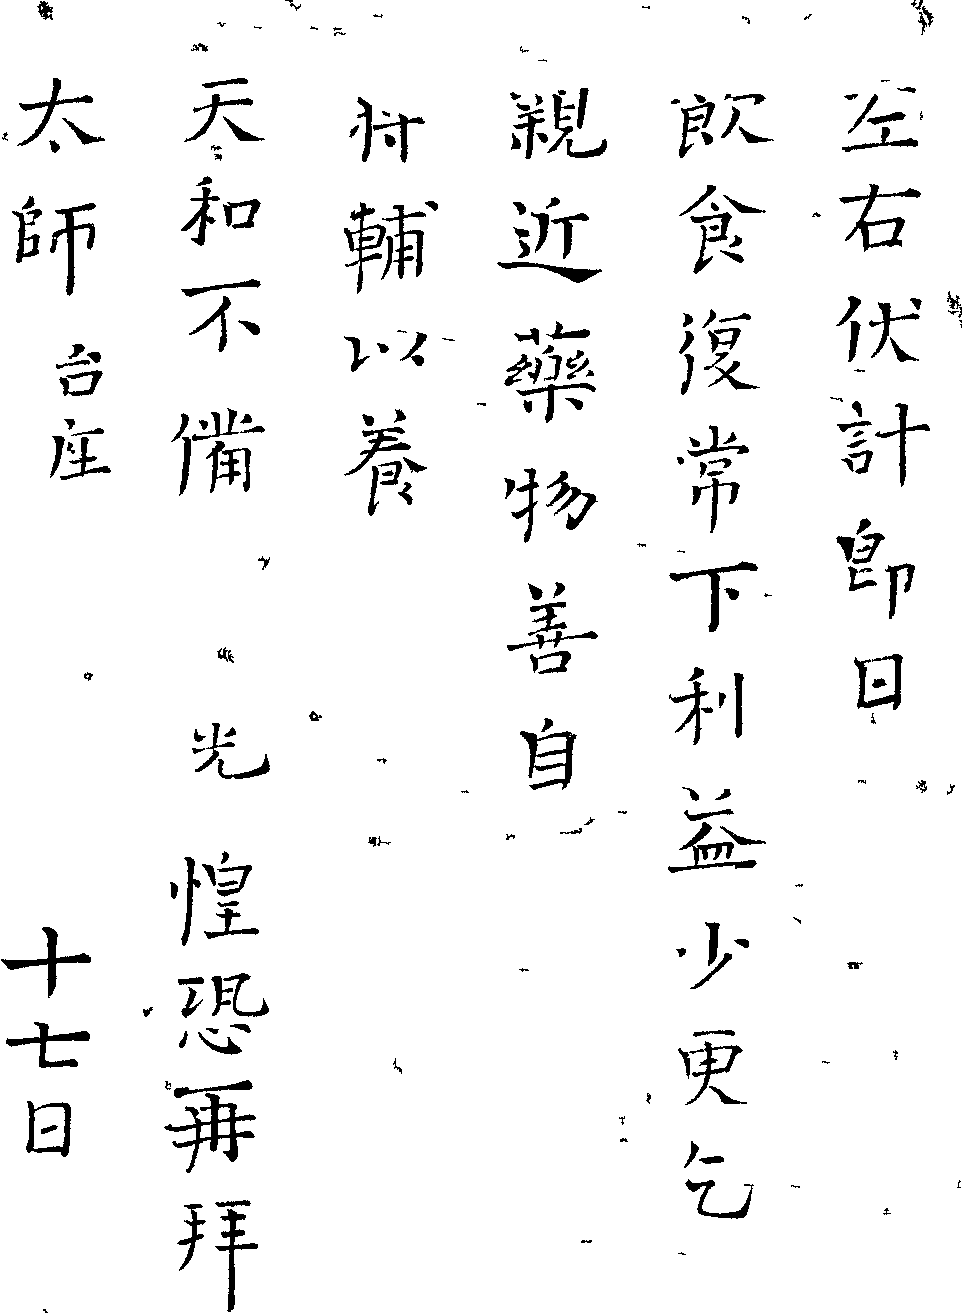 左右伏計即日
飲食復常下利益少更乞
親近藥物善自
將輔以養
天和不備 光惶恐再拜
太師台座 十七日